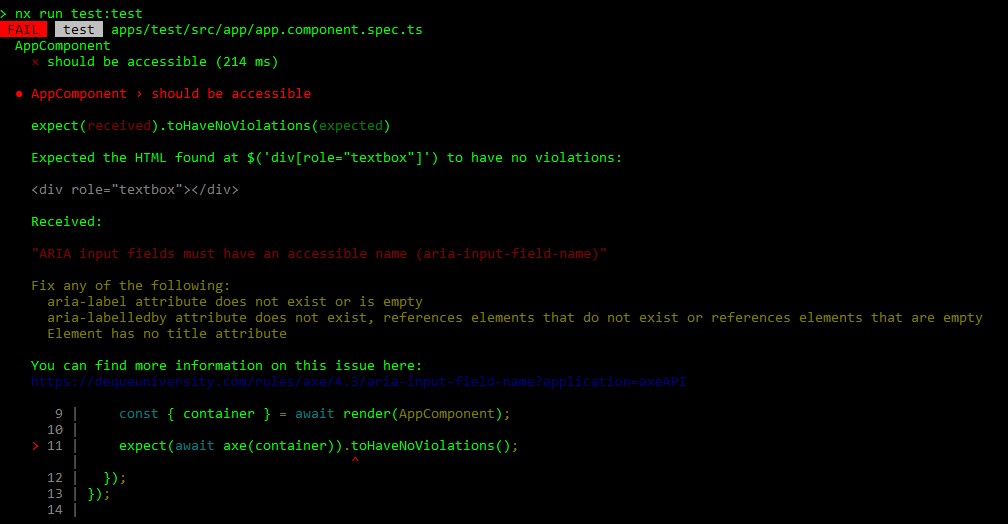 > nx run test:test
FAIL test apps/test/src/app/app.component.spec.ts
AppComponent
× should be accessible (214 ms)
● AppComponent › should be accessible
expect(received).toHaveNoViolations(expected)
Expected the HTML found at $('div[role="textbox"]') to have no violations:
<div role="textbox"></div>
Received:
"ARIA input fields must have an accessible name (aria-input-field-name)"
Fix any of the following:
aria-label attribute does not exist or is empty
aria-labelledby attribute does not exist, references elements that do not exist or references elements that are empty
Element has no title attribute
You can find more information on this issue here:
https://dequeuniversity.com/rules/axe/4.3/aria-input-field-name?application=axeAPI
9 | const { container } = await render(AppComponent);
10 |
> 11 | expect(await axe(container)).toHaveNoViolations();
| ^
12 | });
13 | });
14 |